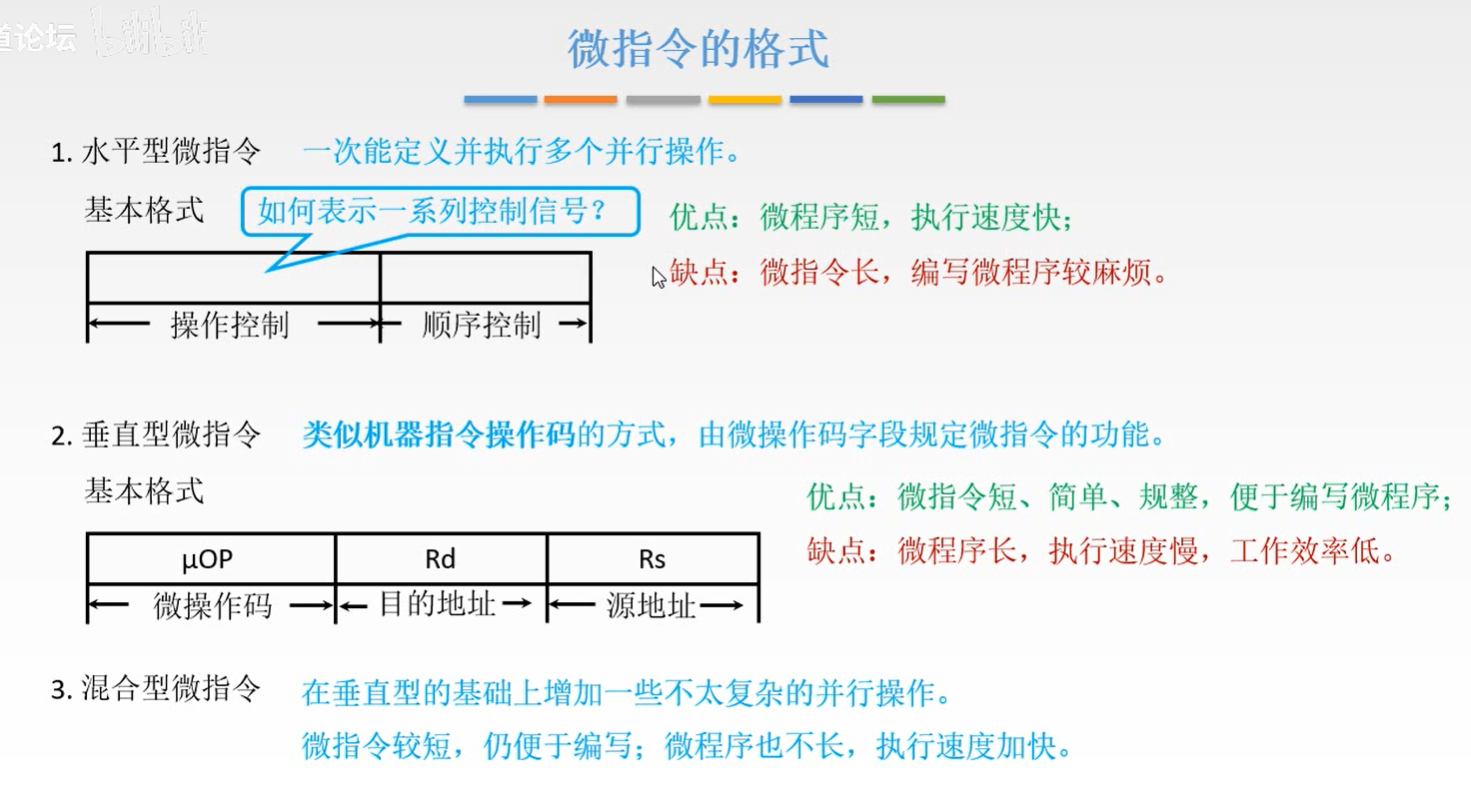 道论坛 bilibili
微指令的格式
1. 水平型微指令 一次能定义并执行多个并行操作。
基本格式 如何表示一系列控制信号？
优点：微程序短，执行速度快；
缺点：微指令长，编写微程序较麻烦。
操作控制 顺序控制
2. 垂直型微指令 类似机器指令操作码的方式，由微操作码字段规定微指令的功能。
基本格式
优点：微指令短、简单、规整，便于编写微程序；
缺点：微程序长，执行速度慢，工作效率低。
μOP Rd Rs
微操作码 目的地址 源地址
3. 混合型微指令 在垂直型的基础上增加一些不太复杂的并行操作。
微指令较短，仍便于编写；微程序也不长，执行速度加快。